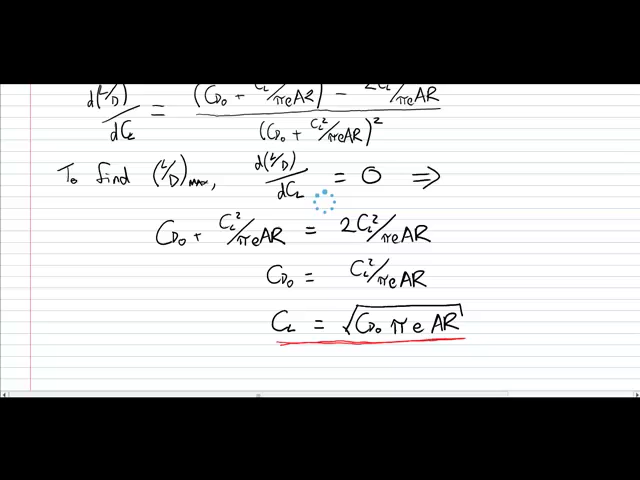 d(L/D)/dCL = (CD0 + CL²/πeAR) − 2CL²/πeAR
(CD0 + CL²/πeAR)²
To find (L/D)max, d(L/D)/dCL = 0 ⇒
CD0 + CL²/πeAR = 2CL²/πeAR
CD0 = CL²/πeAR
CL = √(CD0 πeAR)